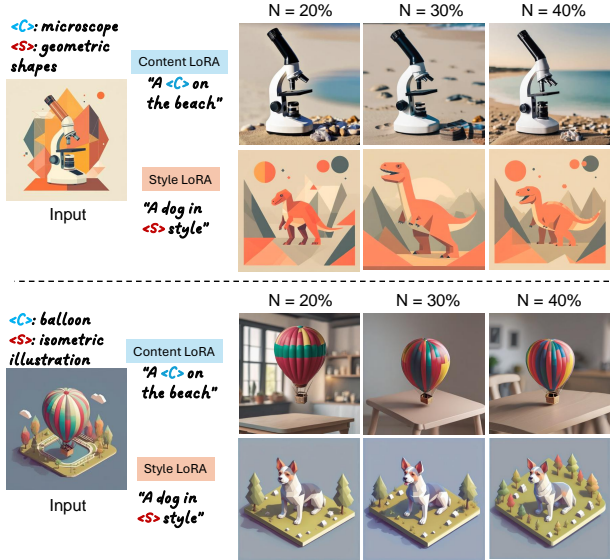 N = 20%
N = 30%
N = 40%
<C>: microscope
<S>: geometric
shapes
Content LoRA
"A <C> on
the beach"
Style LoRA
"A dog in
<S> style"
Input
N = 20%
N = 30%
N = 40%
<C>: balloon
<S>: isometric
illustration
Content LoRA
"A <C> on
the beach"
Style LoRA
"A dog in
<S> style"
Input